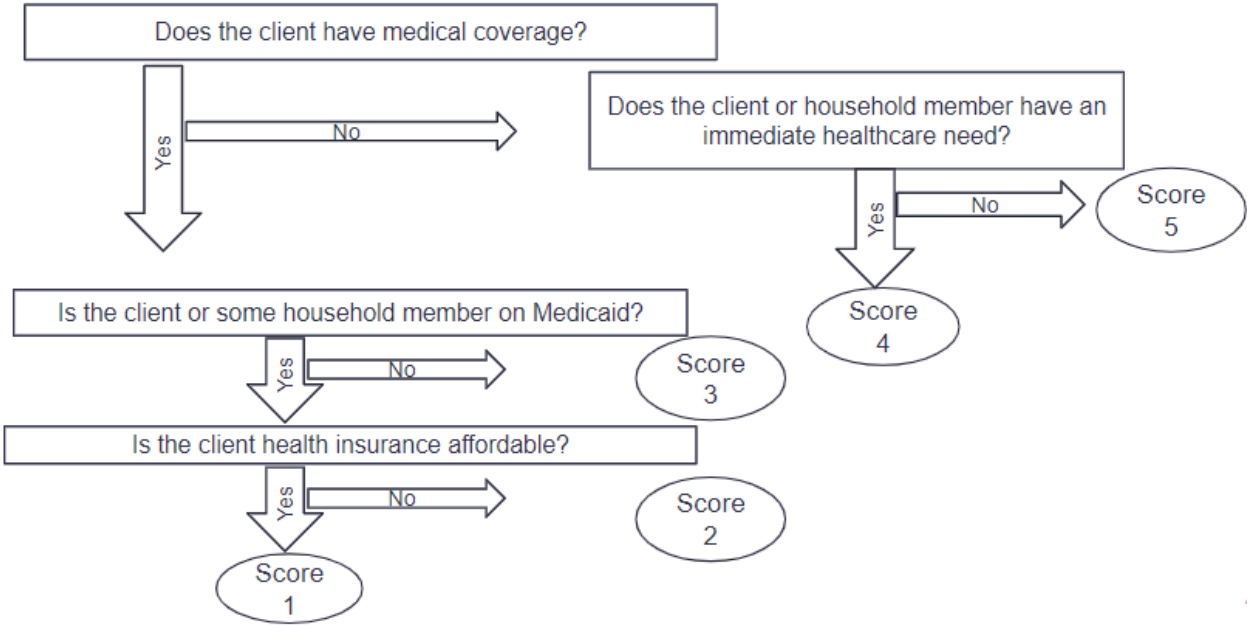 Does the client have medical coverage?
Yes
No
Does the client or household member have an
immediate healthcare need?
Yes
No
Score
5
Score
4
Is the client or some household member on Medicaid?
Yes
No
Score
3
Is the client health insurance affordable?
Yes
No
Score
2
Score
1